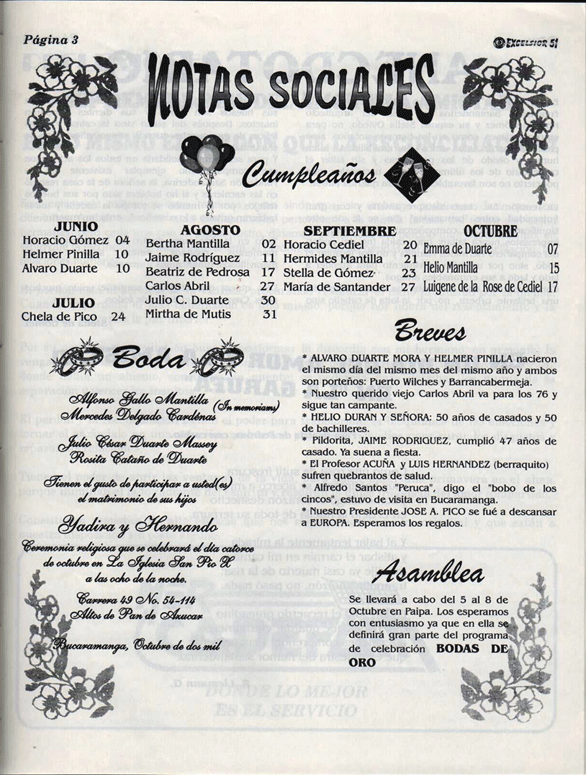 Página 3
EXCELSIOR 51
NOTAS SOCIALES
Cumpleaños
JUNIO
Horacio Gómez 04
Helmer Pinilla 10
Alvaro Duarte 10
JULIO
Chela de Pico 24
AGOSTO
Bertha Mantilla 02
Jaime Rodríguez 11
Beatriz de Pedrosa 17
Carlos Abril 27
Julio C. Duarte 30
Mirtha de Mutis 31
SEPTIEMBRE
Horacio Cediel 20
Hermides Mantilla 21
Stella de Gómez 23
María de Santander 27
OCTUBRE
Emma de Duarte 07
Helio Mantilla 15
Luigene de la Rose de Cediel 17
Boda
Alfonso Gallo Mantilla
(In memoriams)
Mercedes Delgado Cardénas
Julio César Duarte Massey
Rosita Cataño de Duarte
Tienen el gusto de participar a usted(es)
el matrimonio de sus hijos
Yadira y Hernando
Ceremonia religiosa que se celebrará el día catorce
de octubre en La Iglesia San Pio X
a las ocho de la noche.
Carrera 49 No. 54-114
Altos de Pan de Azucar
Bucaramanga, Octubre de dos mil
Breves
* ALVARO DUARTE MORA Y HELMER PINILLA nacieron
el mismo día del mismo mes del mismo año y ambos
son porteños: Puerto Wilches y Barrancabermeja.
* Nuestro querido viejo Carlos Abril va para los 76 y
sigue tan campante.
* HELIO DURAN Y SEÑORA: 50 años de casados y 50
de bachilleres.
* Pildorita, JAIME RODRIQUEZ, cumplió 47 años de
casado. Ya suena a fiesta.
* El Profesor ACUÑA y LUIS HERNANDEZ (berraquito)
sufren quebrantos de salud.
* Alfredo Santos "Peruca", digo el "bobo de los
cincos", estuvo de visita en Bucaramanga.
* Nuestro Presidente JOSE A. PICO se fué a descansar
a EUROPA. Esperamos los regalos.
Asamblea
Se llevará a cabo del 5 al 8 de
Octubre en Paipa. Los esperamos
con entusiasmo ya que en ella se
definirá gran parte del programa
de celebración BODAS DE
ORO
DONDE LO MEJOR
ES EL SERVICIO